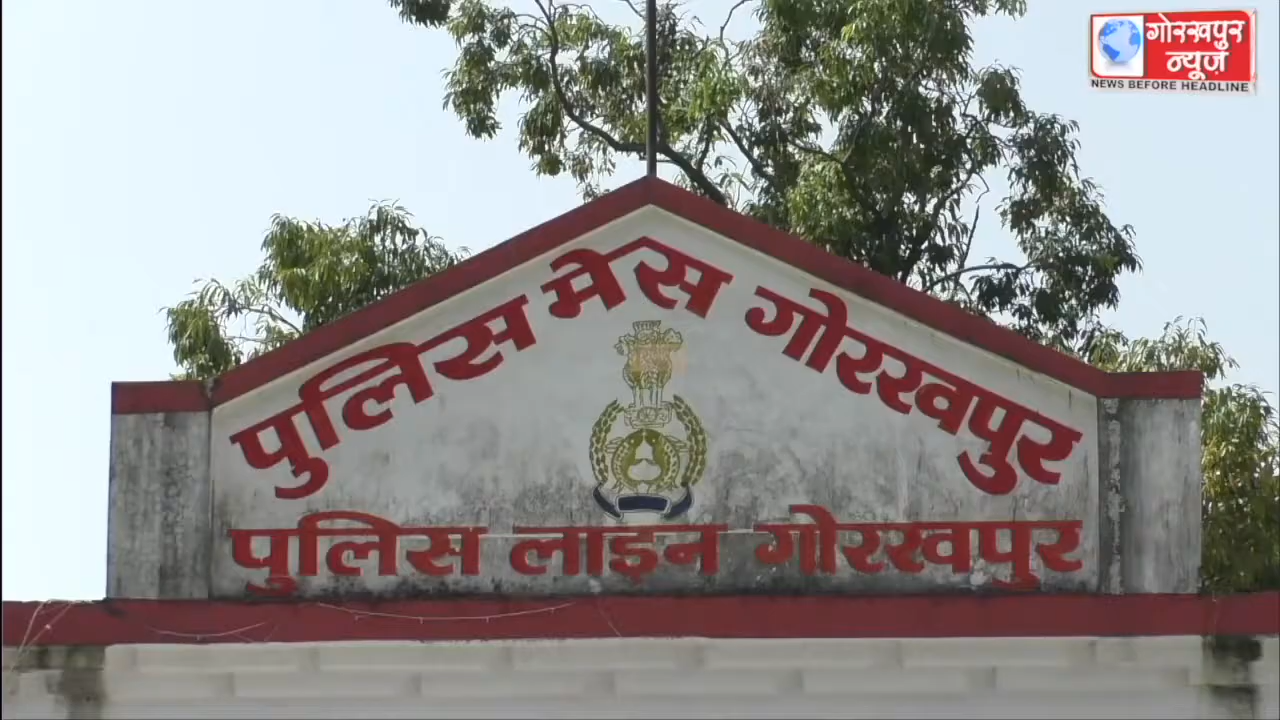 गोरखपुर
न्यूज़
NEWS BEFORE HEADLINE
पुलिस मेस गोरखपुर
पुलिस लाइन गोरखपुर